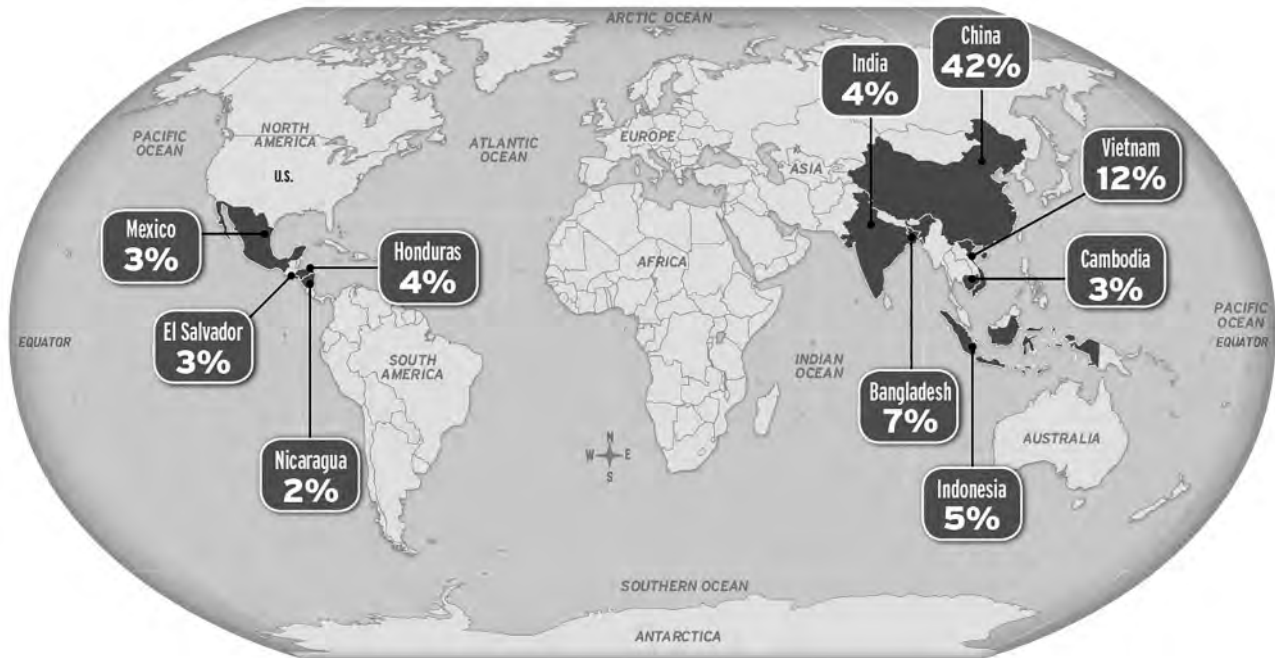 ARCTIC OCEAN
China
42%
India
4%
PACIFIC
OCEAN
NORTH
AMERICA
ATLANTIC
OCEAN
EUROPE
ASIA
Vietnam
12%
U.S.
Mexico
3%
Honduras
4%
AFRICA
Cambodia
3%
El Salvador
3%
EQUATOR
SOUTH
AMERICA
INDIAN
OCEAN
PACIFIC
OCEAN
EQUATOR
Bangladesh
7%
AUSTRALIA
N
W E
S
Nicaragua
2%
Indonesia
5%
SOUTHERN OCEAN
ANTARCTICA